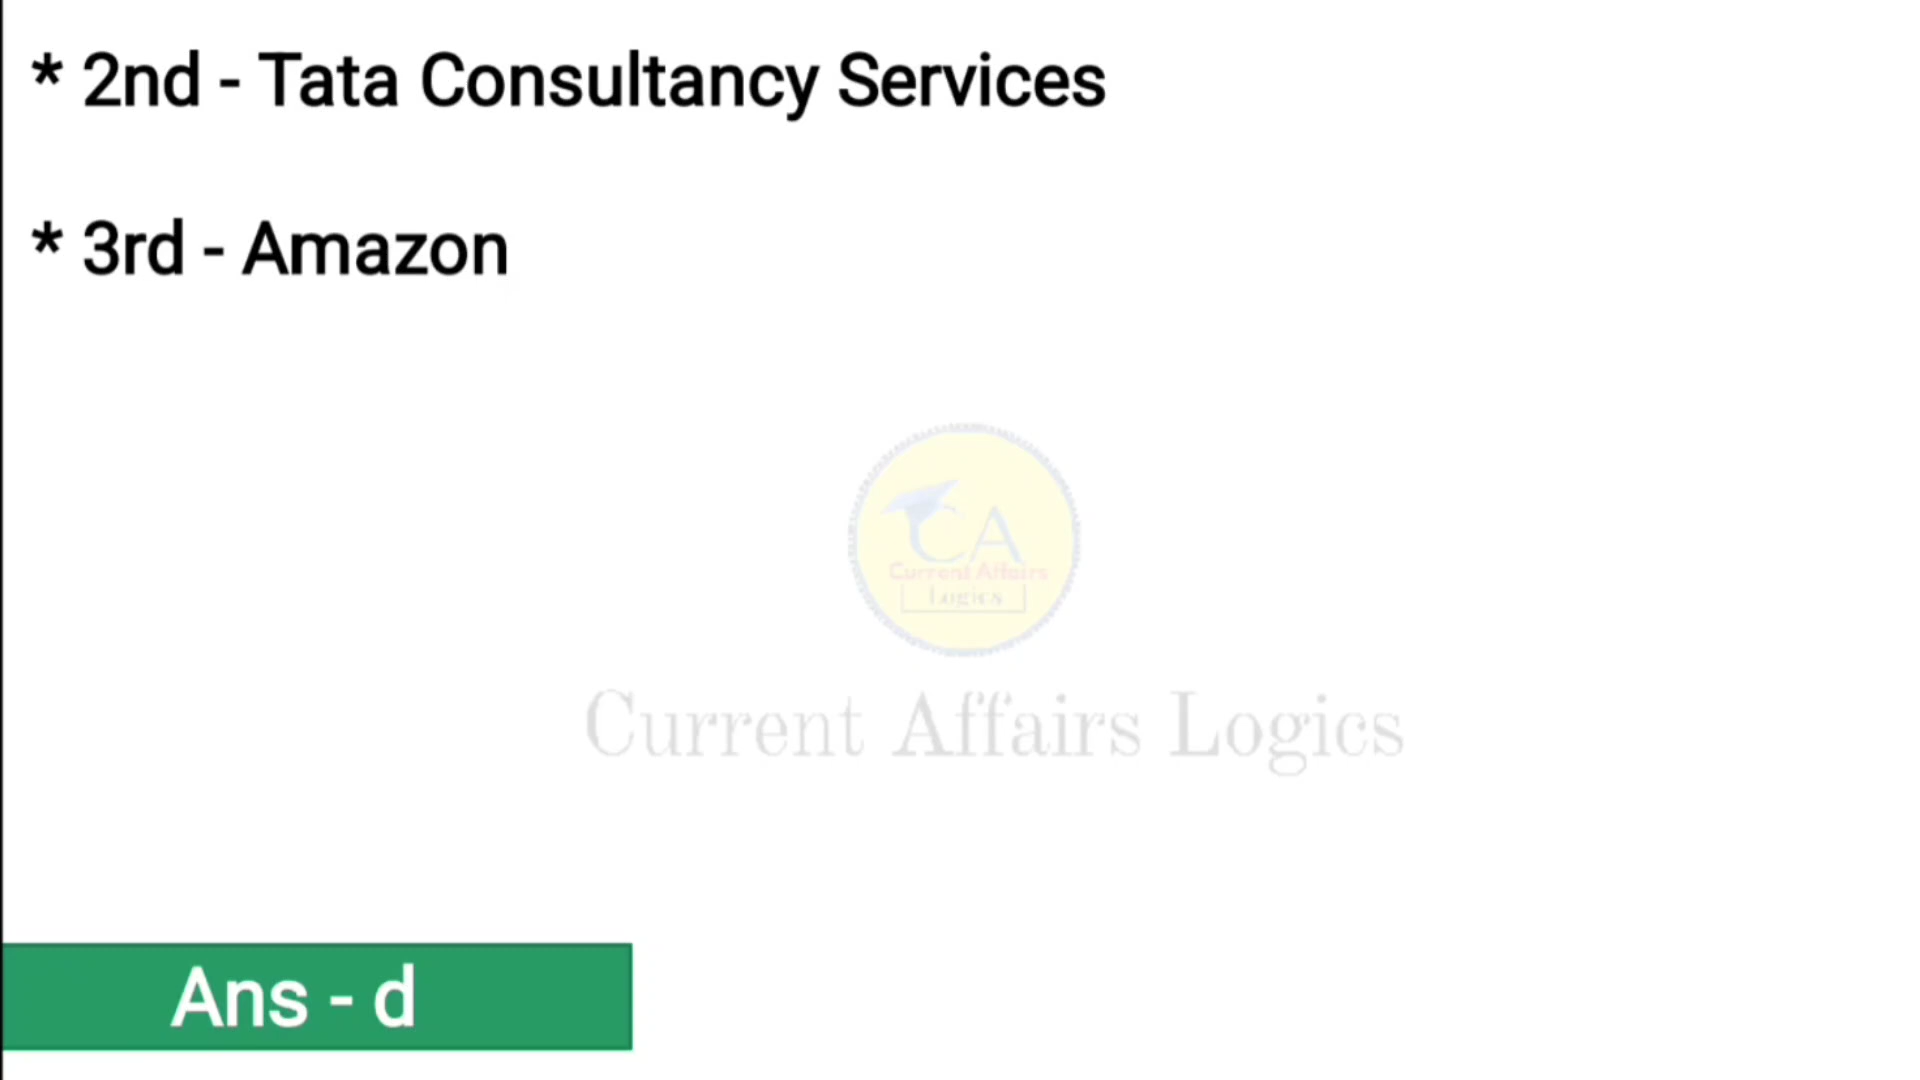 * 2nd - Tata Consultancy Services
* 3rd - Amazon
CA
Current Affairs
Logics
Current Affairs Logics
Ans - d